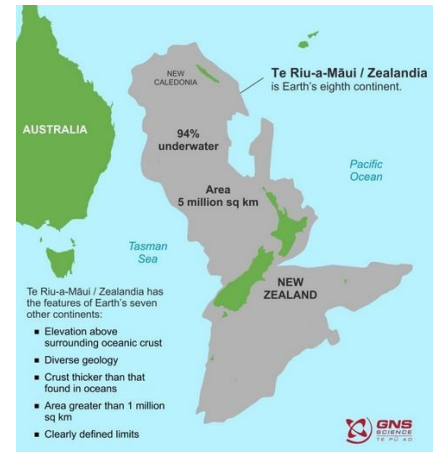 NEW
CALEDONIA
Te Riu-a-Māui / Zealandia
is Earth's eighth continent.
AUSTRALIA
94%
underwater
Pacific
Ocean
Area
5 million sq km
Tasman
Sea
NEW
ZEALAND
Te Riu-a-Māui / Zealandia has
the features of Earth's seven
other continents:
▪ Elevation above
surrounding oceanic crust
▪ Diverse geology
▪ Crust thicker than that
found in oceans
▪ Area greater than 1 million
sq km
▪ Clearly defined limits
GNS
SCIENCE
TE PŪ AO